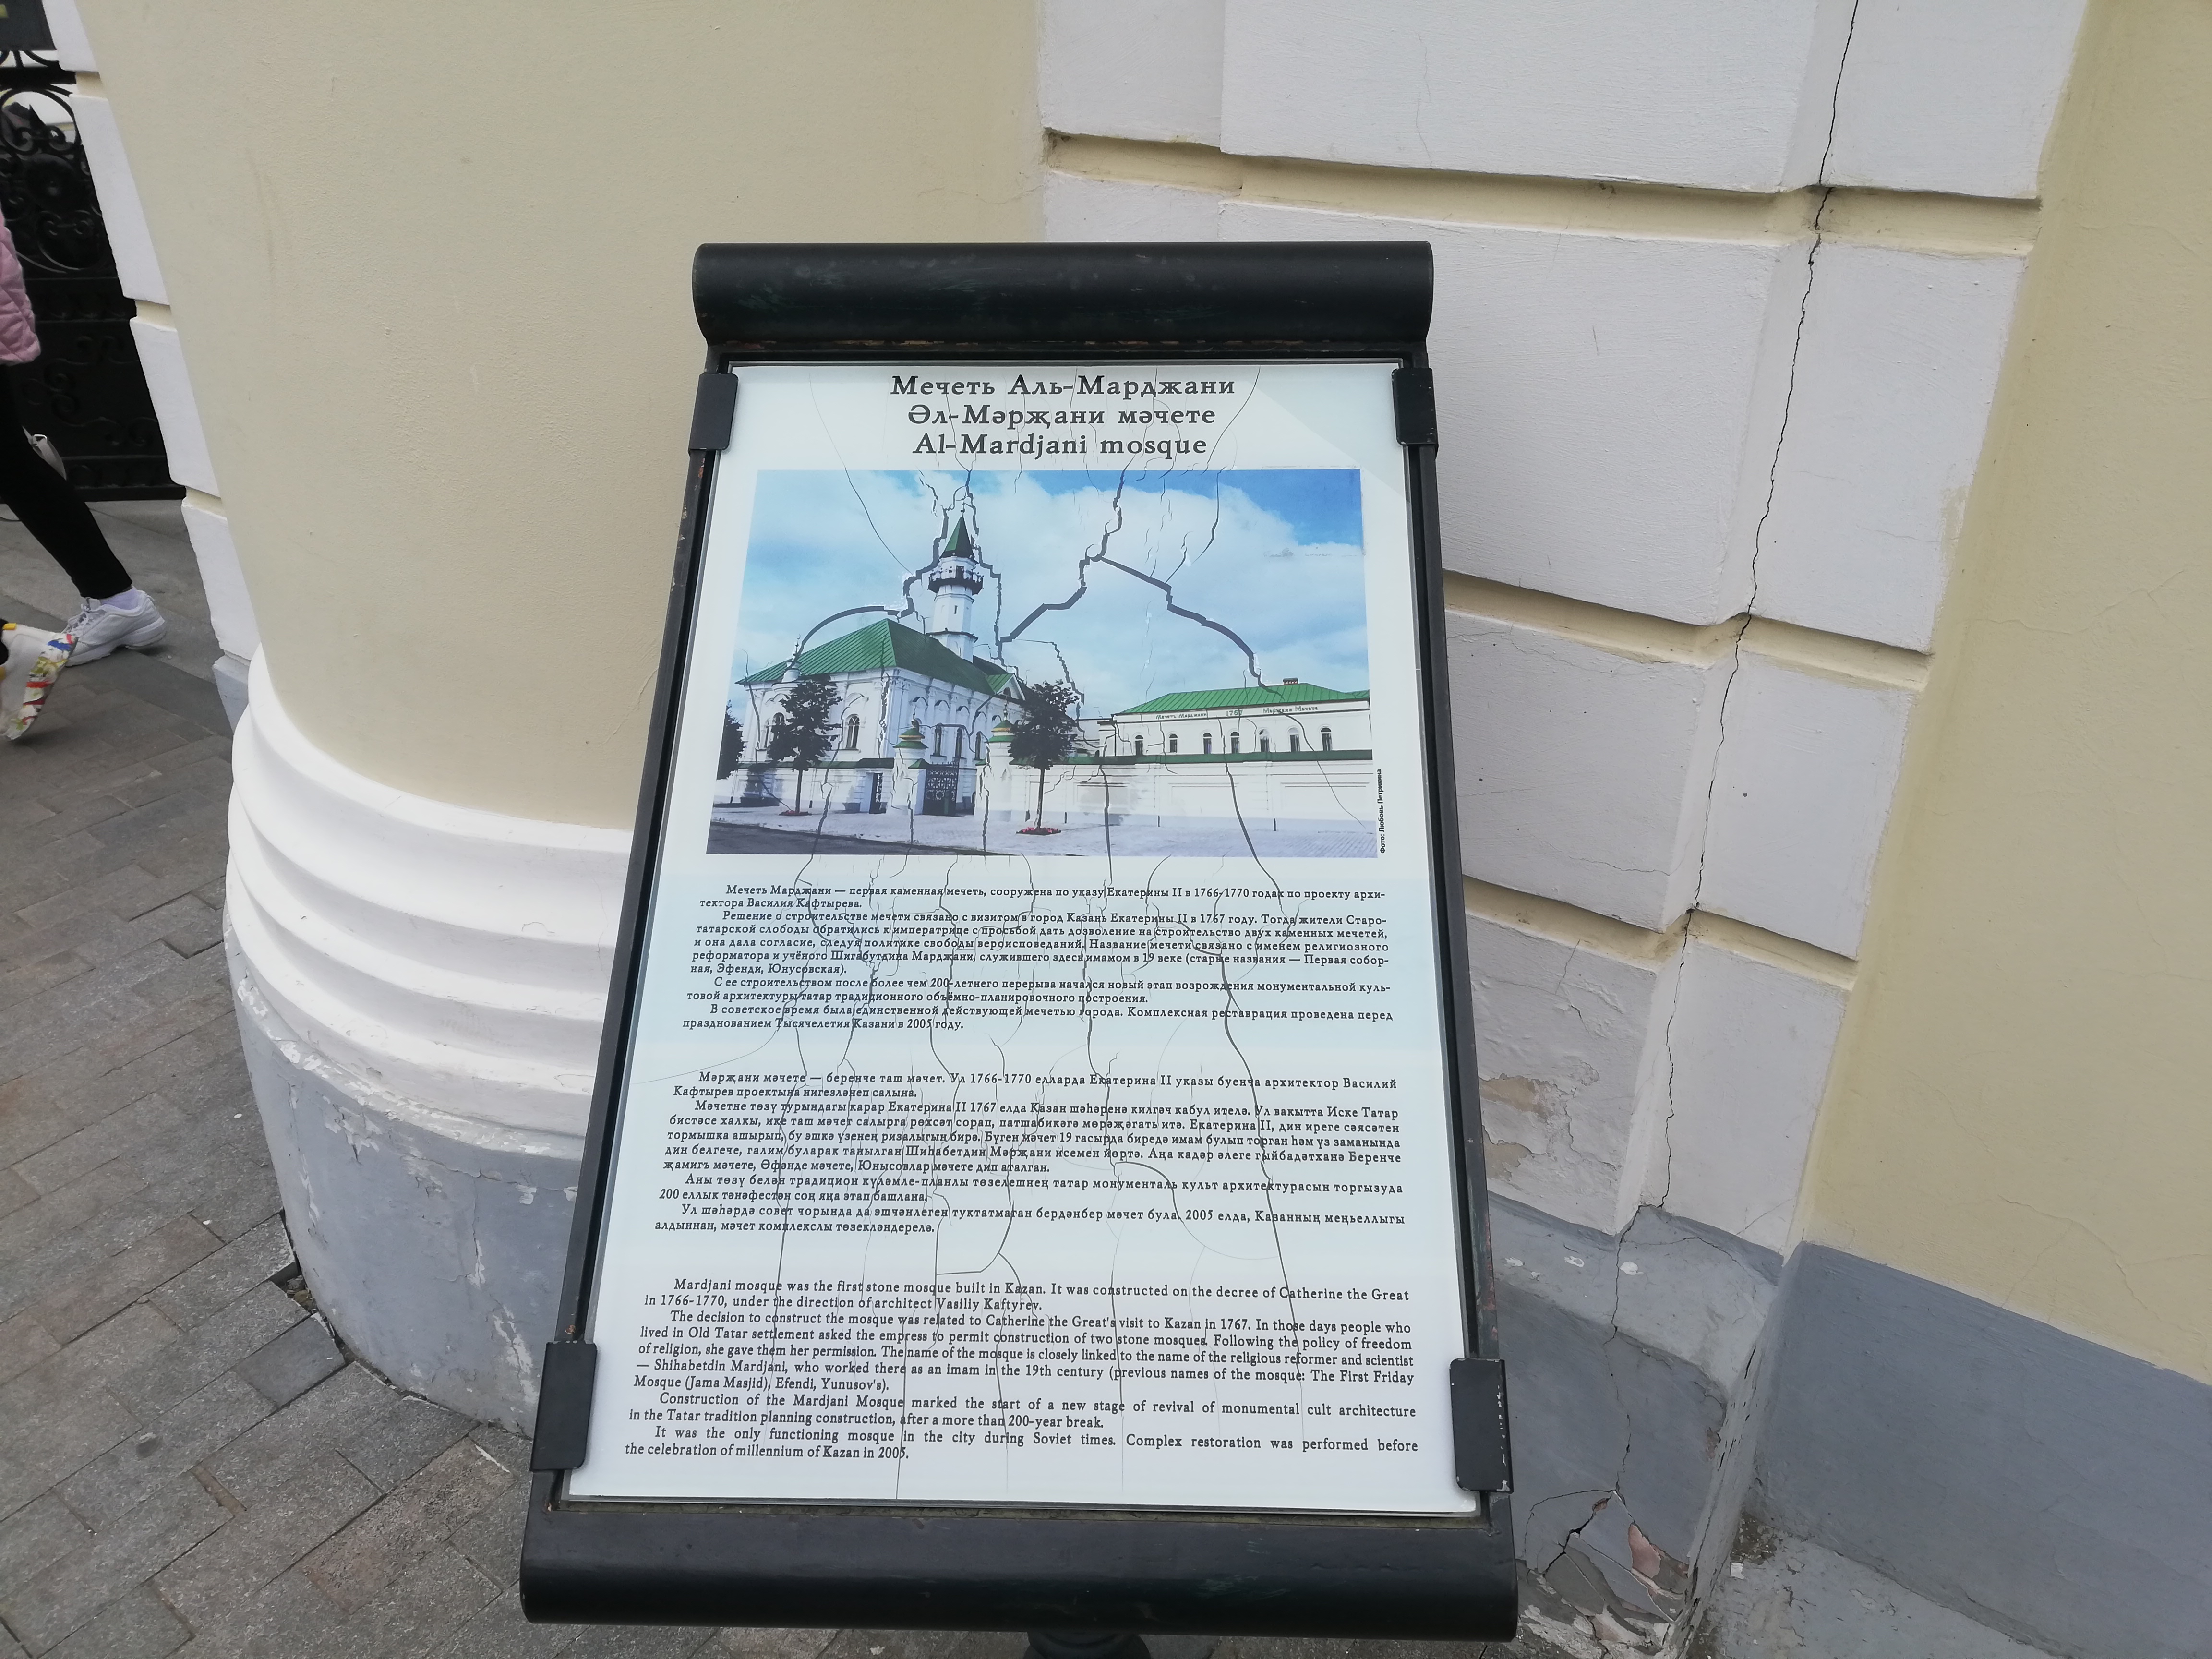 Мечеть Аль-Марджани
Әл-Мәрҗани мәчете
Al-Mardjani mosque
Мечеть Марджани 1767 Мәрҗани Мәчете
Фото: Любовь Петрякина
Мечеть Марджани — первая каменная мечеть, сооружена по указу Екатерины II в 1766-1770 годах по проекту архи-
тектора Василия Кафтырева.
Решение о строительстве мечети связано с визитом в город Казань Екатерины II в 1767 году. Тогда жители Старо-
татарской слободы обратились к императрице с просьбой дать дозволение на строительство двух каменных мечетей,
и она дала согласие, следуя политике свободы вероисповеданий. Название мечети связано с именем религиозного
реформатора и учёного Шигабутдина Марджани, служившего здесь имамом в 19 веке (старые названия — Первая собор-
ная, Эфенди, Юнусовская).
С ее строительством после более чем 200-летнего перерыва начался новый этап возрождения монументальной куль-
товой архитектуры татар традиционного объёмно-планировочного построения.
В советское время была единственной действующей мечетью города. Комплексная реставрация проведена перед
празднованием Тысячелетия Казани в 2005 году.
Мәрҗани мәчете — беренче таш мәчет. Ул 1766-1770 елларда Екатерина II указы буенча архитектор Василий
Кафтырев проектына нигезләнеп салына.
Мәчетне төзү турындагы карар Екатерина II 1767 елда Казан шәһәренә килгәч кабул ителә. Ул вакытта Иске Татар
бистәсе халкы, ике таш мәчет салырга рөхсәт сорап, патшабикәгә мөрәҗәгать итә. Екатерина II, дин иреге сәясәтен
тормышка ашырып, бу эшкә үзенең ризалыгын бирә. Бүген мәчет 19 гасырда биредә имам булып торган һәм үз заманында
дин белгече, галим буларак танылган Шиһабетдин Мәрҗани исемен йөртә. Аңа кадәр әлеге гыйбадәтханә Беренче
җамигъ мәчете, Әфәнде мәчете, Юнысовлар мәчете дип аталган.
Аны төзү белән традицион күләмле-планлы төзелешнең татар монументаль культ архитектурасын торгызуда
200 еллык тәнәфестән соң яңа этап башлана.
Ул шәһәрдә совет чорында да эшчәнлеген туктатмаган бердәнбер мәчет була. 2005 елда, Казанның меңьеллыгы
алдыннан, мәчет комплекслы төзекләндерелә.
Mardjani mosque was the first stone mosque built in Kazan. It was constructed on the decree of Catherine the Great
in 1766-1770, under the direction of architect Vasiliy Kaftyrev.
The decision to construct the mosque was related to Catherine the Great's visit to Kazan in 1767. In those days people who
lived in Old Tatar settlement asked the empress to permit construction of two stone mosques. Following the policy of freedom
of religion, she gave them her permission. The name of the mosque is closely linked to the name of the religious reformer and scientist
— Shihabetdin Mardjani, who worked there as an imam in the 19th century (previous names of the mosque: The First Friday
Mosque (Jama Masjid), Efendi, Yunusov's).
Construction of the Mardjani Mosque marked the start of a new stage of revival of monumental cult architecture
in the Tatar tradition planning construction, after a more than 200-year break.
It was the only functioning mosque in the city during Soviet times. Complex restoration was performed before
the celebration of millennium of Kazan in 2005.